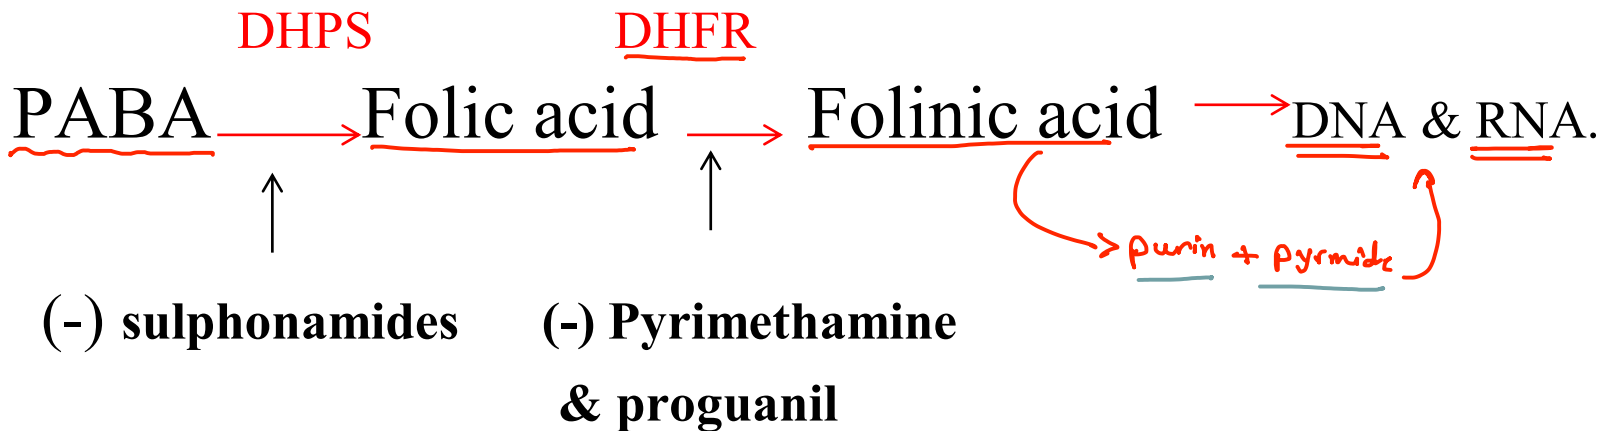 DHPS DHFR
PABA Folic acid Folinic acid DNA & RNA.
purin + pyrmide
(-) sulphonamides (-) Pyrimethamine
& proguanil